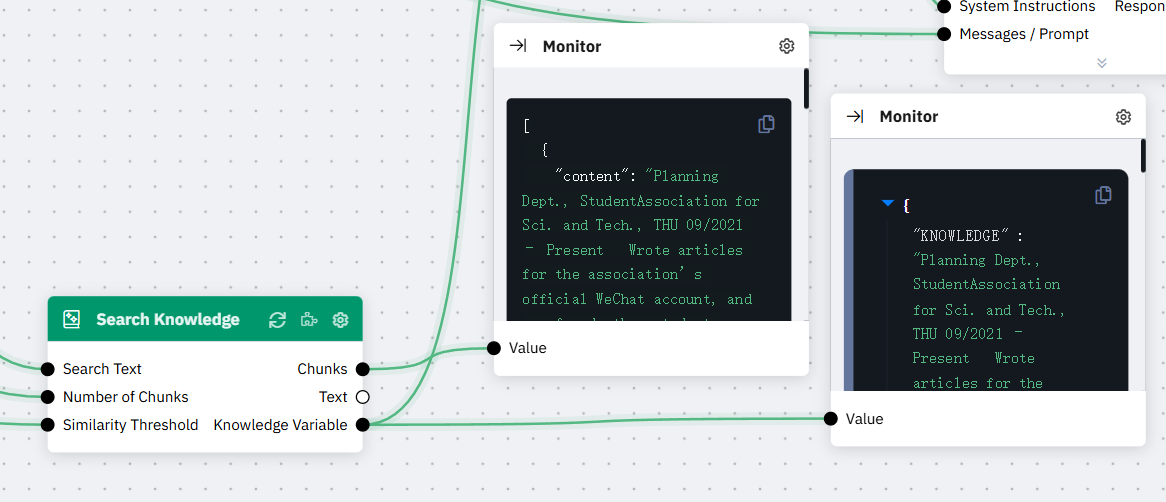 System Instructions Respon
Messages / Prompt
Monitor
[
{
"content": "Planning
Dept., StudentAssociation for
Sci. and Tech., THU 09/2021
– Present Wrote articles
for the association's
official WeChat account, and
Value
Monitor
{
"KNOWLEDGE" :
"Planning Dept.,
StudentAssociation
for Sci. and Tech.,
THU 09/2021 –
Present Wrote
articles for the
Value
Search Knowledge
Search Text Chunks
Number of Chunks Text
Similarity Threshold Knowledge Variable